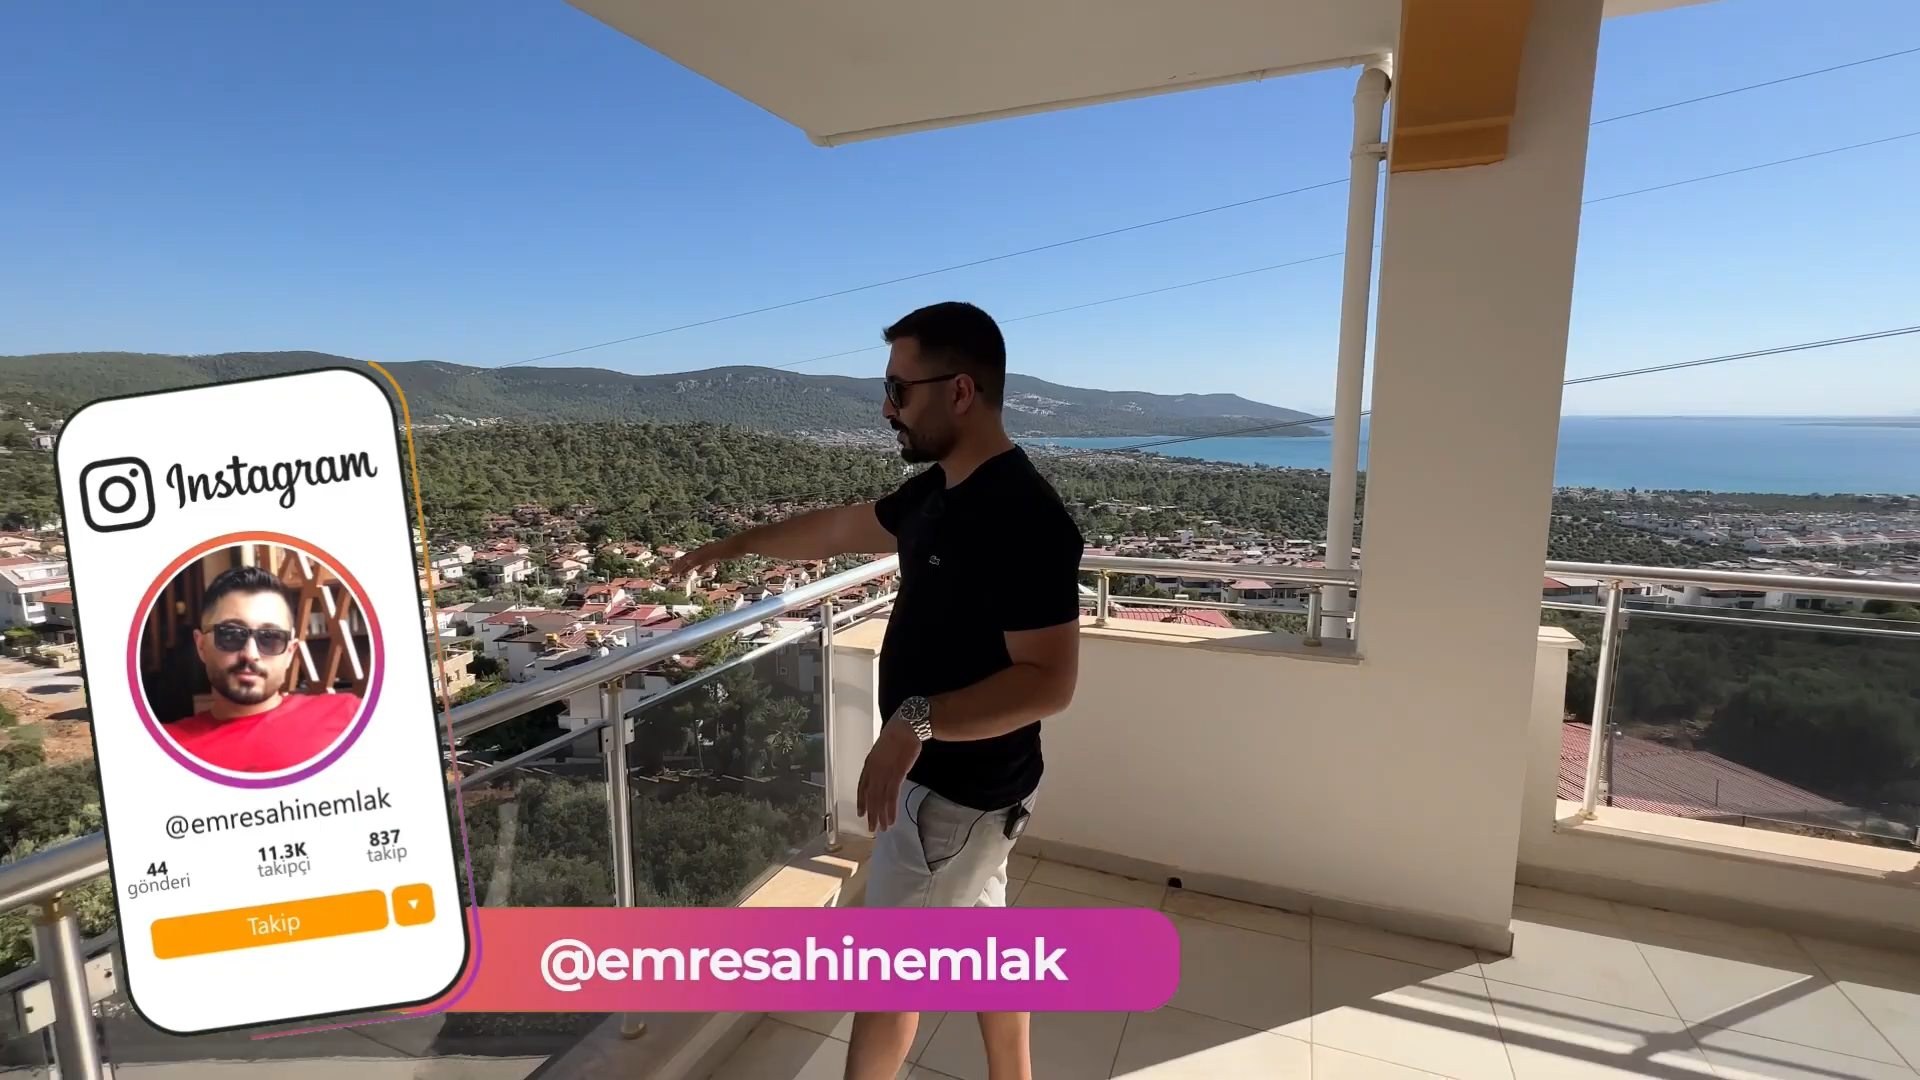 Instagram
@emresahinemlak
44 11.3K 837
gönderi takipçi takip
Takip
@emresahinemlak